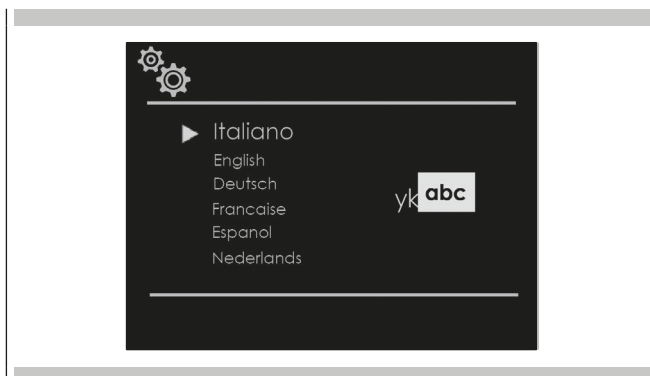 Italiano
English
Deutsch
Francaise
yk abc
Espanol
Nederlands